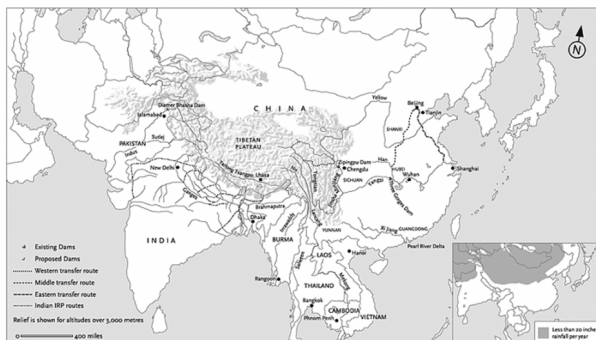 N
CHINA
Yellow
Beijing
Tianjin
SHANXI
Diamer Bhasha Dam
Islamabad
TIBETAN
PLATEAU
Sutlej
PAKISTAN
Indus
New Delhi
Ganges
Yarlung Tsangpo
Lhasa
Zipingpu Dam
Chengdu
SICHUAN
Han
HUBEI
Wuhan
Yangzi
Three Gorges Dam
Shanghai
Brahmaputra
Dhaka
Irrawaddy
Salween
YUNNAN
Xi Jiang
GUANGDONG
Pearl River Delta
INDIA
BURMA
LAOS
Hanoi
Rangoon
THAILAND
Mekong
Bangkok
CAMBODIA
Phnom Penh
VIETNAM
Existing Dams
Proposed Dams
Western transfer route
Middle transfer route
Eastern transfer route
Indian IRP routes
Relief is shown for altitudes over 3,000 metres
0 400 miles
Less than 20 inches
rainfall per year